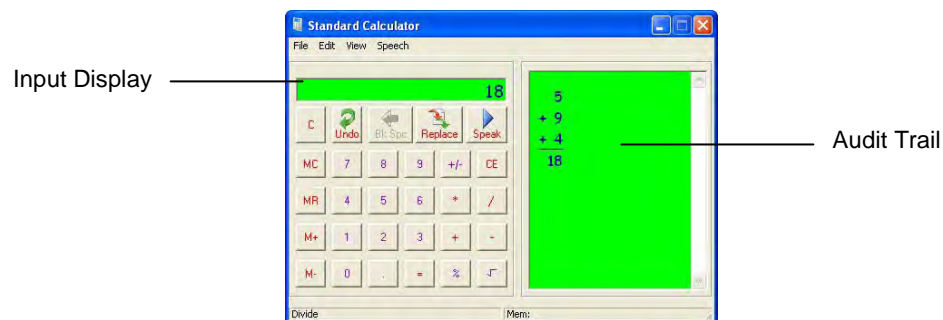 Standard Calculator
File Edit View Speech
Input Display
18
5
+ 9
+ 4
18
Audit Trail
C Undo Bk Spc Replace Speak
MC 7 8 9 +/- CE
MR 4 5 6 * /
M+ 1 2 3 + -
M- 0 . = % √
Divide Mem: